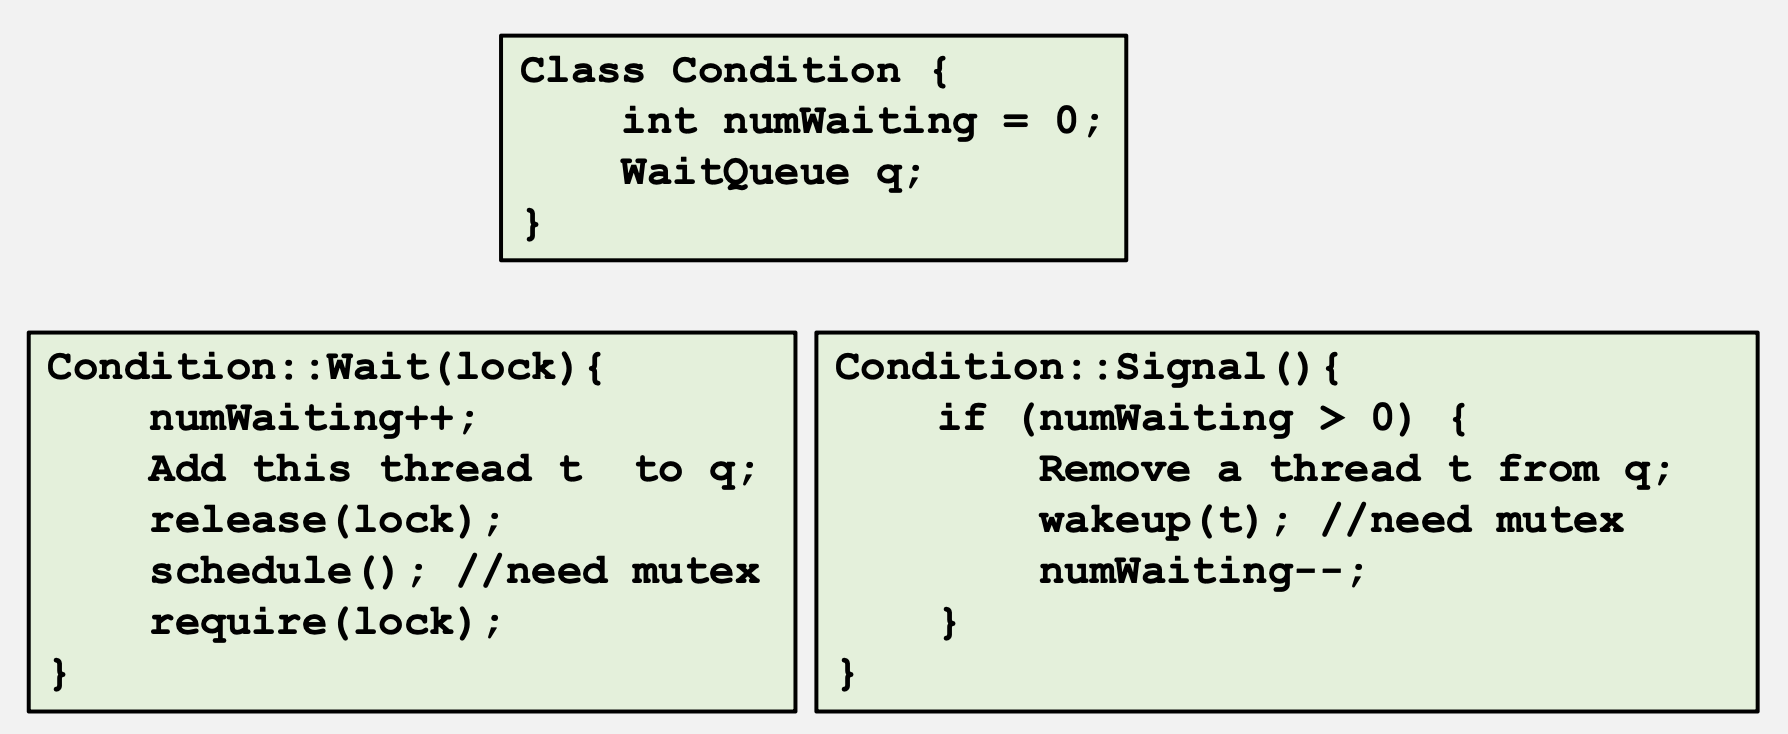 Class Condition {
    int numWaiting = 0;
    WaitQueue q;
}
Condition::Wait(lock){
    numWaiting++;
    Add this thread t  to q;
    release(lock);
    schedule(); //need mutex
    require(lock);
}
Condition::Signal(){
    if (numWaiting > 0) {
        Remove a thread t from q;
        wakeup(t); //need mutex
        numWaiting--;
    }
}